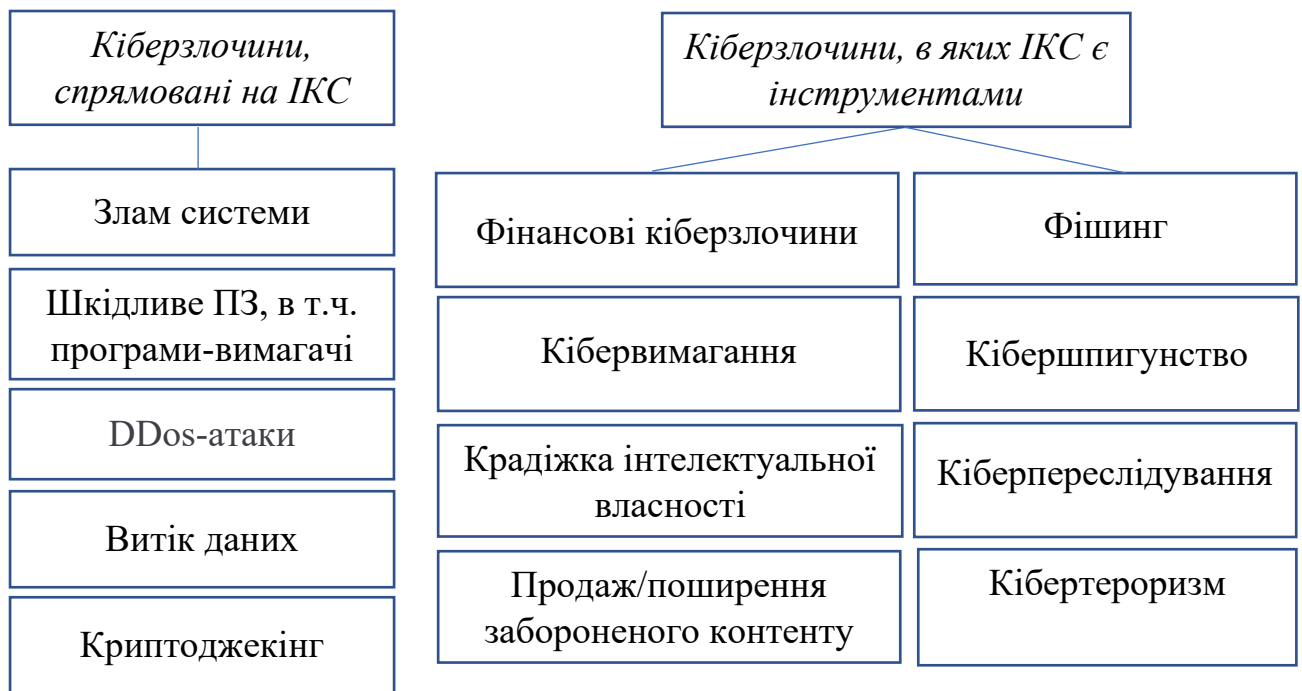 Кіберзлочини,
спрямовані на ІКС
Злам системи
Шкідливе ПЗ, в т.ч.
програми-вимагачі
DDos-атаки
Витік даних
Криптоджекінг
Кіберзлочини, в яких ІКС є
інструментами
Фінансові кіберзлочини
Кібервимагання
Крадіжка інтелектуальної
власності
Продаж/поширення
забороненого контенту
Фішинг
Кібершпигунство
Кіберпереслідування
Кібертероризм